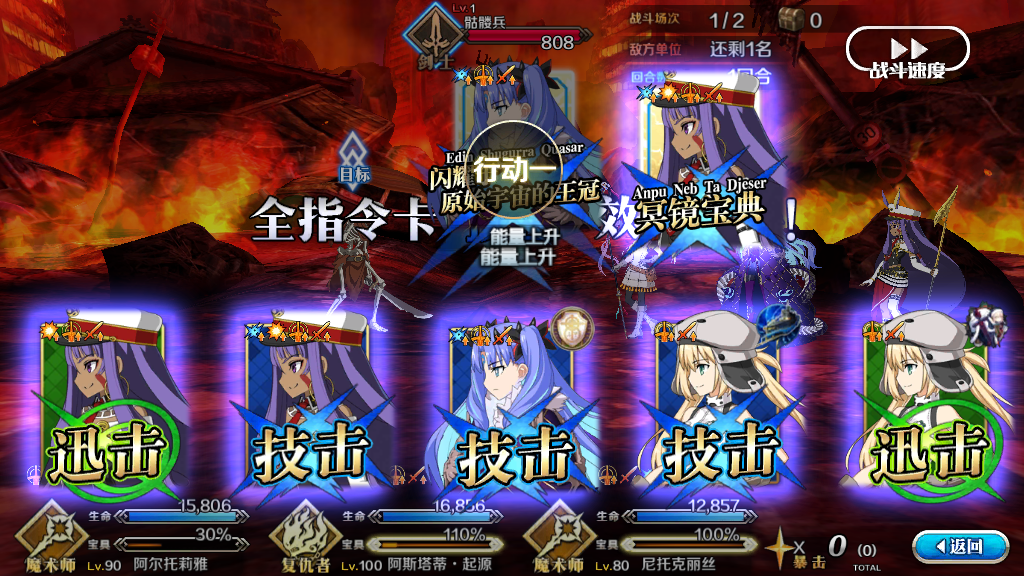 Lv.1
骷髅兵
808
剑士
战斗场次 1/2 0
敌方单位 还剩1名
战斗速度
目标
行动一
原始宇宙的王冠
能量上升
能量上升
Anpu Neb Ta Djeser
冥镜宝典
全指令卡
效
!
迅击
技击
技击
技击
迅击
生命 15,806
宝具 30%
魔术师 Lv.90 阿尔托莉雅
生命 16,856
宝具 110%
复仇者 Lv.100 阿斯塔蒂·起源
生命 12,857
宝具 100%
魔术师 Lv.80 尼托克丽丝
X 暴击 0 (0)
TOTAL
返回